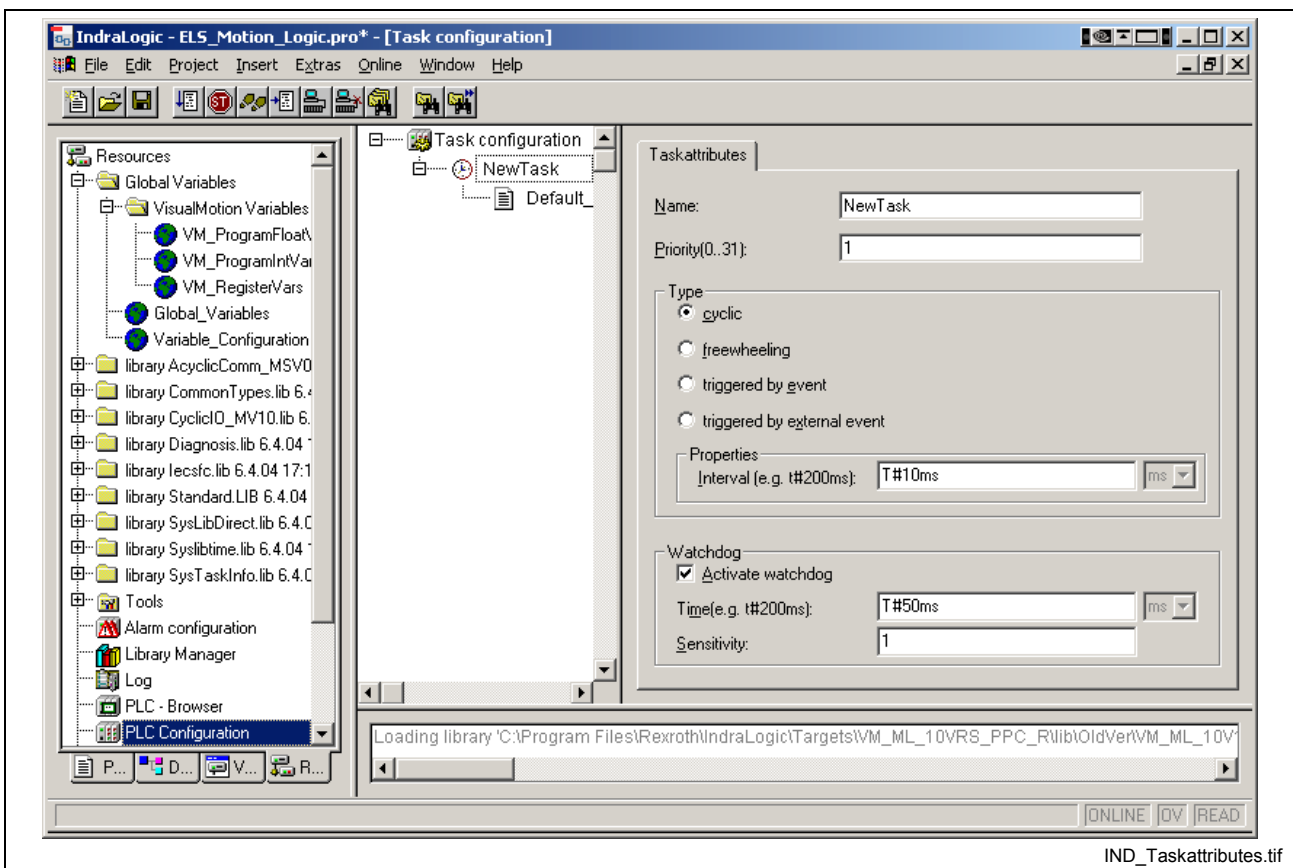 IndraLogic - ELS_Motion_Logic.pro* - [Task configuration]
File Edit Project Insert Extras Online Window Help
Resources
Global Variables
VisualMotion Variables
VM_ProgramFloat
VM_ProgramIntVar
VM_RegisterVars
Global_Variables
Variable_Configuration
library AcyclicComm_MSV0
library CommonTypes.lib 6.4
library CyclicIO_MV10.lib 6.
library Diagnosis.lib 6.4.04
library Iecsfc.lib 6.4.04 17:1
library Standard.LIB 6.4.04
library SysLibDirect.lib 6.4.0
library Syslibtime.lib 6.4.04
library SysTaskInfo.lib 6.4.0
Tools
Alarm configuration
Library Manager
Log
PLC - Browser
PLC Configuration
P... D... V... R...
Task configuration
NewTask
Default_
Taskattributes
Name: NewTask
Priority(0..31): 1
Type
cyclic
freewheeling
triggered by event
triggered by external event
Properties
Interval (e.g. t#200ms): T#10ms ms
Watchdog
Activate watchdog
Time(e.g. t#200ms): T#50ms ms
Sensitivity: 1
Loading library 'C:\Program Files\Rexroth\IndraLogic\Targets\VM_ML_10VRS_PPC_R\lib\OldVer\VM_ML_10V
ONLINE OV READ
IND_Taskattributes.tif